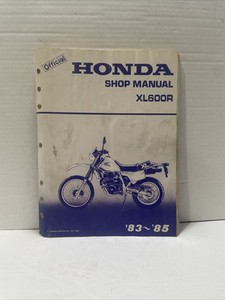 Official
HONDA
SHOP MANUAL
XL600R
'83~'85